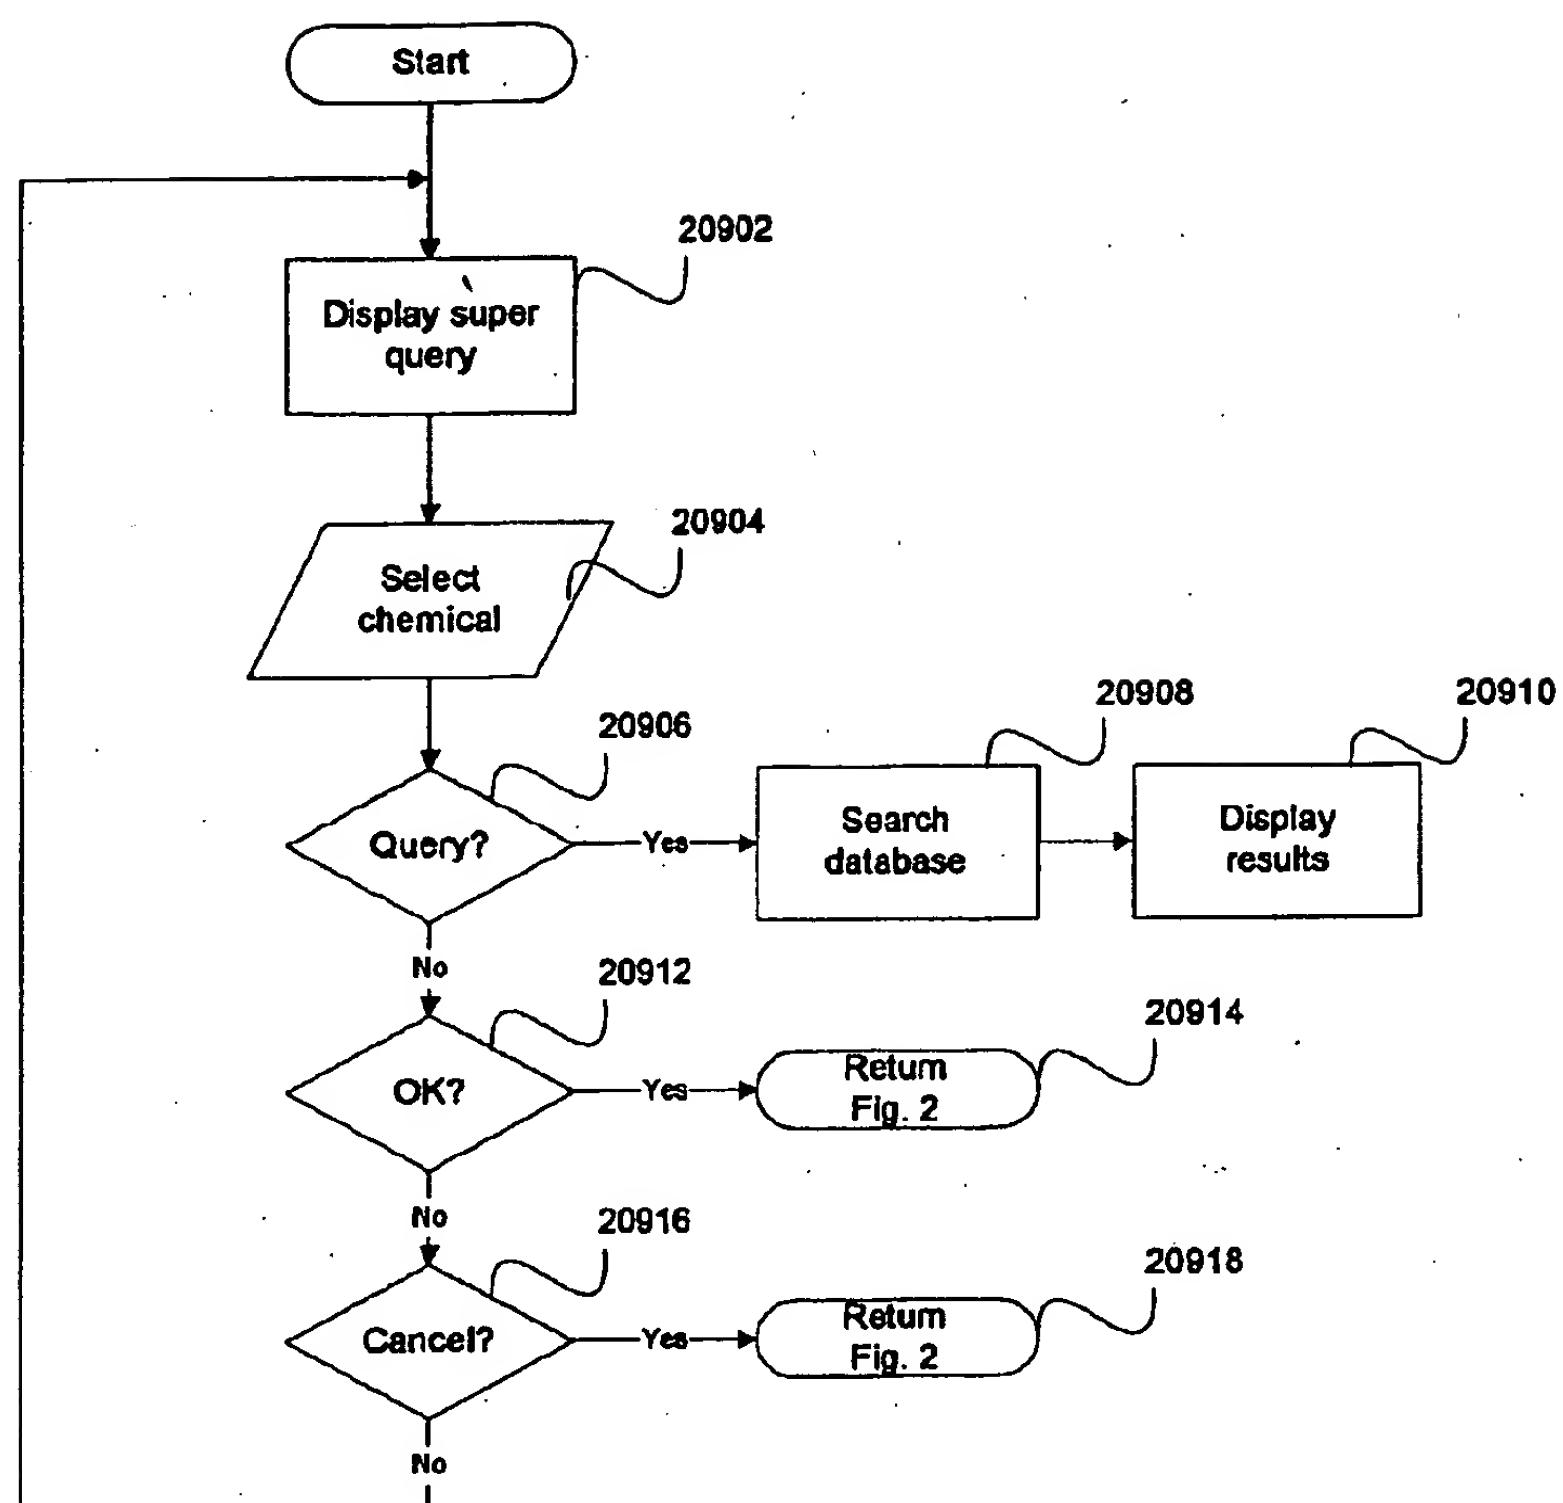 Start
20902
Display super
query
20904
Select
chemical
20906
20908
20910
Query?
Yes
Search
database
Display
results
No
20912
20914
OK?
Yes
Return
Fig. 2
No
20916
20918
Cancel?
Yes
Return
Fig. 2
No